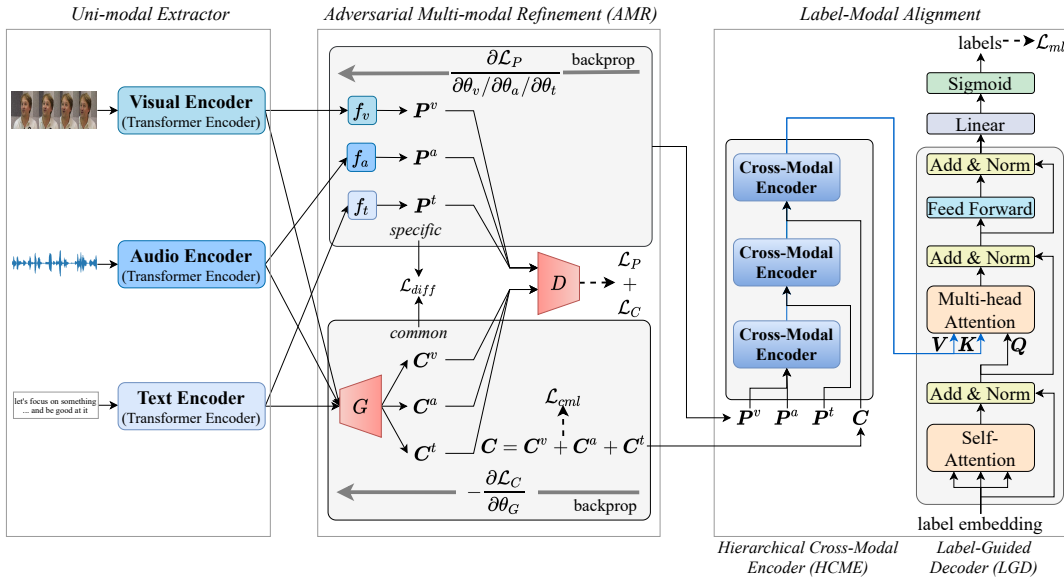 Uni-modal Extractor
Visual Encoder
(Transformer Encoder)
Audio Encoder
(Transformer Encoder)
let's focus on something
... and be good at it
Text Encoder
(Transformer Encoder)
Adversarial Multi-modal Refinement (AMR)
∂ℒ_P
∂θ_v/∂θ_a/∂θ_t
backprop
f_v
P^v
f_a
P^a
f_t
P^t
specific
ℒ_diff
common
D
ℒ_P
+
ℒ_C
G
C^v
C^a
C^t
ℒ_cml
C = C^v + C^a + C^t
−∂ℒ_C
∂θ_G
backprop
Label-Modal Alignment
Cross-Modal
Encoder
Cross-Modal
Encoder
Cross-Modal
Encoder
P^v P^a P^t C
Hierarchical Cross-Modal
Encoder (HCME)
labels
ℒ_ml
Sigmoid
Linear
Add & Norm
Feed Forward
Add & Norm
Multi-head
Attention
V K Q
Add & Norm
Self-
Attention
label embedding
Label-Guided
Decoder (LGD)